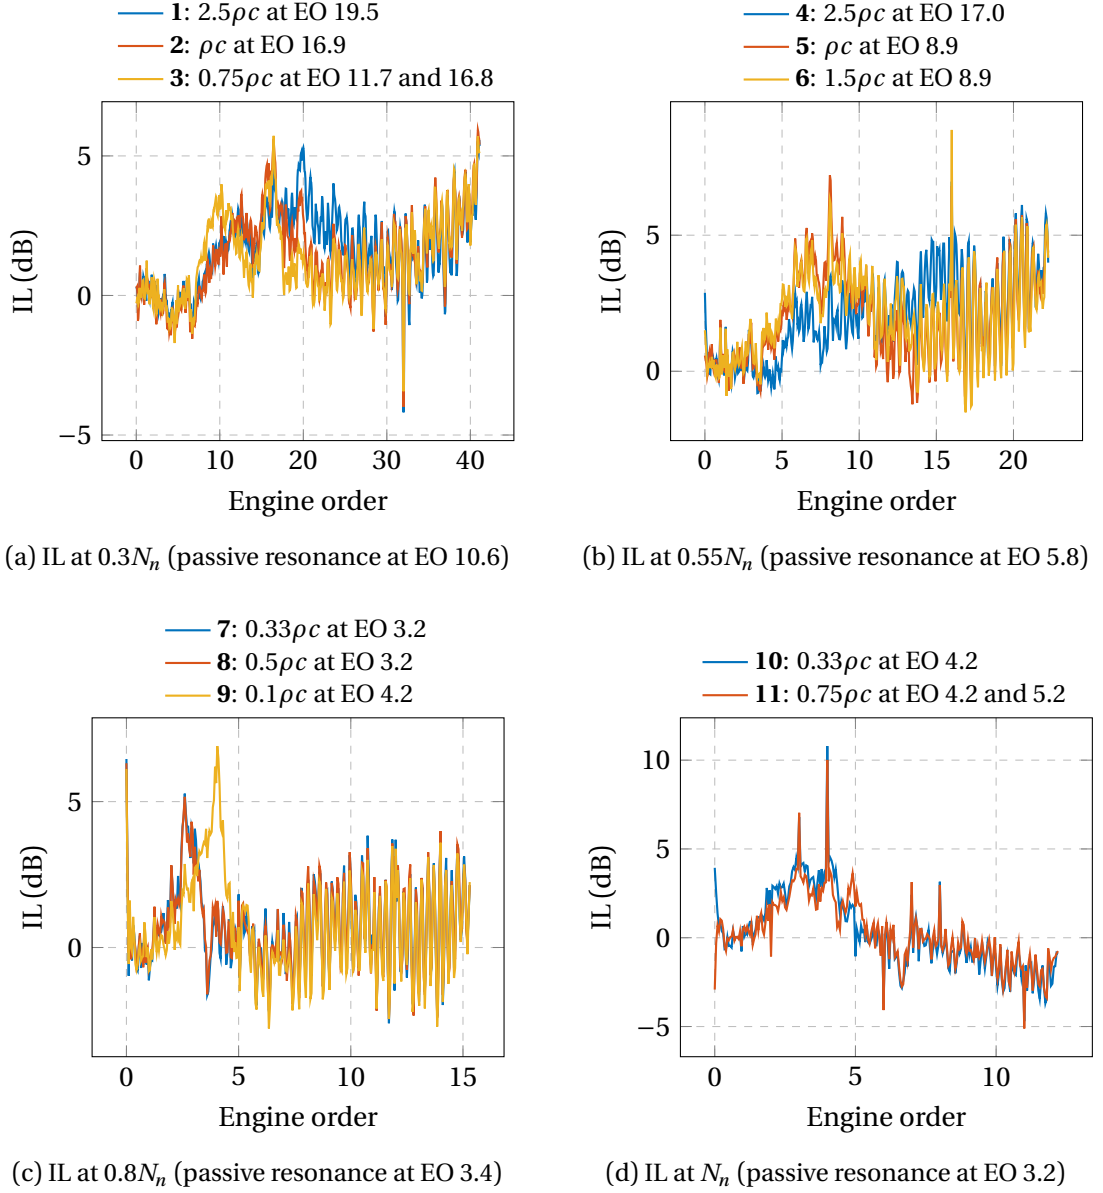 1: 2.5ρc at EO 19.5
2: ρc at EO 16.9
3: 0.75ρc at EO 11.7 and 16.8
5
0
−5
IL (dB)
0 10 20 30 40
Engine order
(a) IL at 0.3Nₙ (passive resonance at EO 10.6)
4: 2.5ρc at EO 17.0
5: ρc at EO 8.9
6: 1.5ρc at EO 8.9
5
0
IL (dB)
0 5 10 15 20
Engine order
(b) IL at 0.55Nₙ (passive resonance at EO 5.8)
7: 0.33ρc at EO 3.2
8: 0.5ρc at EO 3.2
9: 0.1ρc at EO 4.2
5
0
IL (dB)
0 5 10 15
Engine order
(c) IL at 0.8Nₙ (passive resonance at EO 3.4)
10: 0.33ρc at EO 4.2
11: 0.75ρc at EO 4.2 and 5.2
10
5
0
−5
IL (dB)
0 5 10
Engine order
(d) IL at Nₙ (passive resonance at EO 3.2)